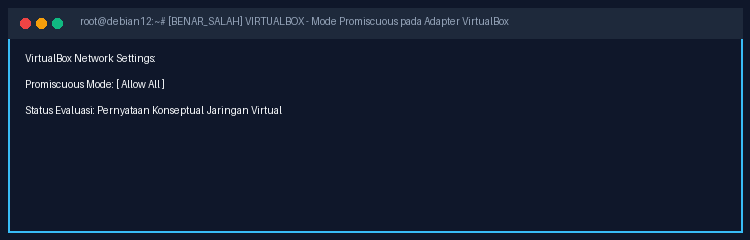 root@debian12:~# [BENAR_SALAH] VIRTUALBOX - Mode Promiscuous pada Adapter VirtualBox
VirtualBox Network Settings:
Promiscuous Mode: [ Allow All ]
Status Evaluasi: Pernyataan Konseptual Jaringan Virtual